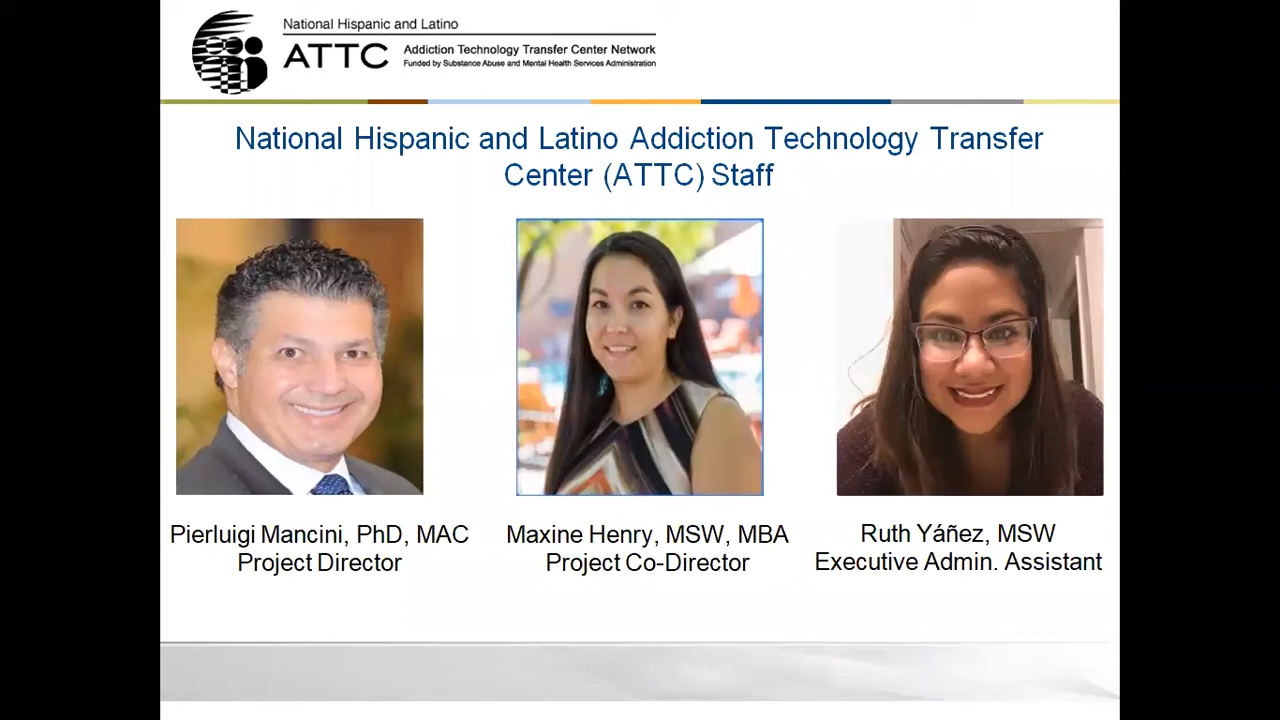 National Hispanic and Latino
ATTC
Addiction Technology Transfer Center Network
Funded by Substance Abuse and Mental Health Services Administration
National Hispanic and Latino Addiction Technology Transfer
Center (ATTC) Staff
Pierluigi Mancini, PhD, MAC
Project Director
Maxine Henry, MSW, MBA
Project Co-Director
Ruth Yáñez, MSW
Executive Admin. Assistant